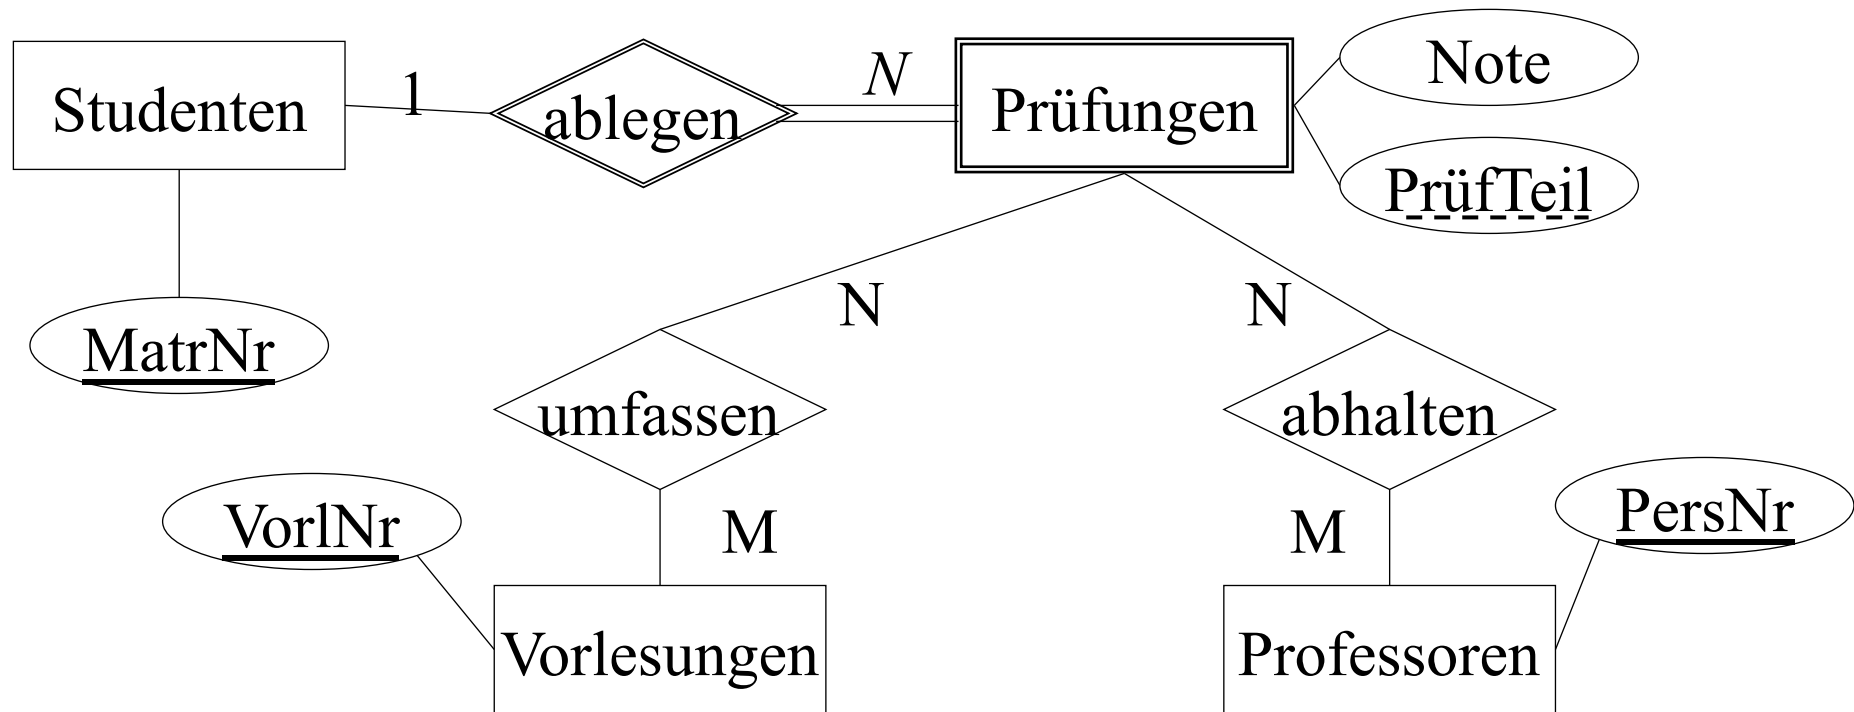 Studenten
1
ablegen
N
Prüfungen
Note
PrüfTeil
MatrNr
N
N
umfassen
abhalten
VorlNr
M
M
PersNr
Vorlesungen
Professoren